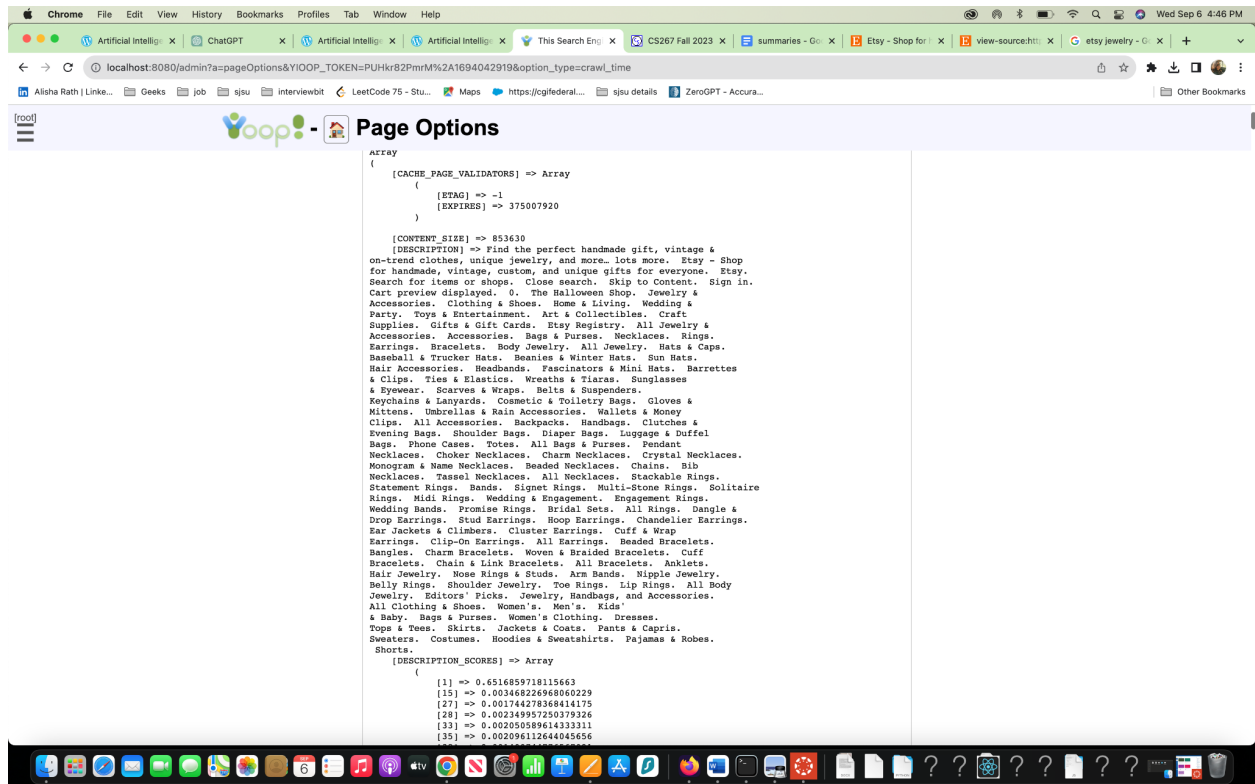 Chrome File Edit View History Bookmarks Profiles Tab Window Help Wed Sep 6 4:46 PM
Artificial Intellige ChatGPT Artificial Intellige Artificial Intellige This Search Eng CS267 Fall 2023 summaries - Goo Etsy - Shop for view-source:htt etsy jewelry - G
localhost:8080/admin?a=pageOptions&YIOOP_TOKEN=PUHkr82PmrM%2A1694042919&option_type=crawl_time
Alisha Rath | Linke... Geeks job sjsu interviewbit LeetCode 75 - Stu... Maps https://cgifederal.... sjsu details ZeroGPT - Accura... Other Bookmarks
[root]
Yoop! - Page Options
Array
(
[CACHE_PAGE_VALIDATORS] => Array
(
[ETAG] => -1
[EXPIRES] => 375007920
)
[CONTENT_SIZE] => 853630
[DESCRIPTION] => Find the perfect handmade gift, vintage &
on-trend clothes, unique jewelry, and more… lots more. Etsy - Shop
for handmade, vintage, custom, and unique gifts for everyone. Etsy.
Search for items or shops. Close search. Skip to Content. Sign in.
Cart preview displayed. 0. The Halloween Shop. Jewelry &
Accessories. Clothing & Shoes. Home & Living. Wedding &
Party. Toys & Entertainment. Art & Collectibles. Craft
Supplies. Gifts & Gift Cards. Etsy Registry. All Jewelry &
Accessories. Accessories. Bags & Purses. Necklaces. Rings.
Earrings. Bracelets. Body Jewelry. All Jewelry. Hats & Caps.
Baseball & Trucker Hats. Beanies & Winter Hats. Sun Hats.
Hair Accessories. Headbands. Fascinators & Mini Hats. Barrettes
& Clips. Ties & Elastics. Wreaths & Tiaras. Sunglasses
& Eyewear. Scarves & Wraps. Belts & Suspenders.
Keychains & Lanyards. Cosmetic & Toiletry Bags. Gloves &
Mittens. Umbrellas & Rain Accessories. Wallets & Money
Clips. All Accessories. Backpacks. Handbags. Clutches &
Evening Bags. Shoulder Bags. Diaper Bags. Luggage & Duffel
Bags. Phone Cases. Totes. All Bags & Purses. Pendant
Necklaces. Choker Necklaces. Charm Necklaces. Crystal Necklaces.
Monogram & Name Necklaces. Beaded Necklaces. Chains. Bib
Necklaces. Tassel Necklaces. All Necklaces. Stackable Rings.
Statement Rings. Bands. Signet Rings. Multi-Stone Rings. Solitaire
Rings. Midi Rings. Wedding & Engagement. Engagement Rings.
Wedding Bands. Promise Rings. Bridal Sets. All Rings. Dangle &
Drop Earrings. Stud Earrings. Hoop Earrings. Chandelier Earrings.
Ear Jackets & Climbers. Cluster Earrings. Cuff & Wrap
Earrings. Clip-On Earrings. All Earrings. Beaded Bracelets.
Bangles. Charm Bracelets. Woven & Braided Bracelets. Cuff
Bracelets. Chain & Link Bracelets. All Bracelets. Anklets.
Hair Jewelry. Nose Rings & Studs. Arm Bands. Nipple Jewelry.
Belly Rings. Shoulder Jewelry. Toe Rings. Lip Rings. All Body
Jewelry. Editors' Picks. Jewelry, Handbags, and Accessories.
All Clothing & Shoes. Women's. Men's. Kids'
& Baby. Bags & Purses. Women's Clothing. Dresses.
Tops & Tees. Skirts. Jackets & Coats. Pants & Capris.
Sweaters. Costumes. Hoodies & Sweatshirts. Pajamas & Robes.
Shorts.
[DESCRIPTION_SCORES] => Array
(
[1] => 0.6516859718115663
[15] => 0.003468226968060229
[27] => 0.001744278368414175
[28] => 0.002349957250379326
[33] => 0.002050589614333311
[35] => 0.002096112644045656